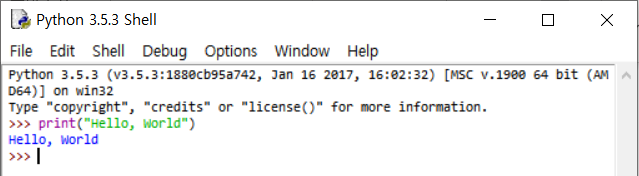 Python 3.5.3 Shell
File Edit Shell Debug Options Window Help
Python 3.5.3 (v3.5.3:1880cb95a742, Jan 16 2017, 16:02:32) [MSC v.1900 64 bit (AM
D64)] on win32
Type "copyright", "credits" or "license()" for more information.
>>> print("Hello, World")
Hello, World
>>>